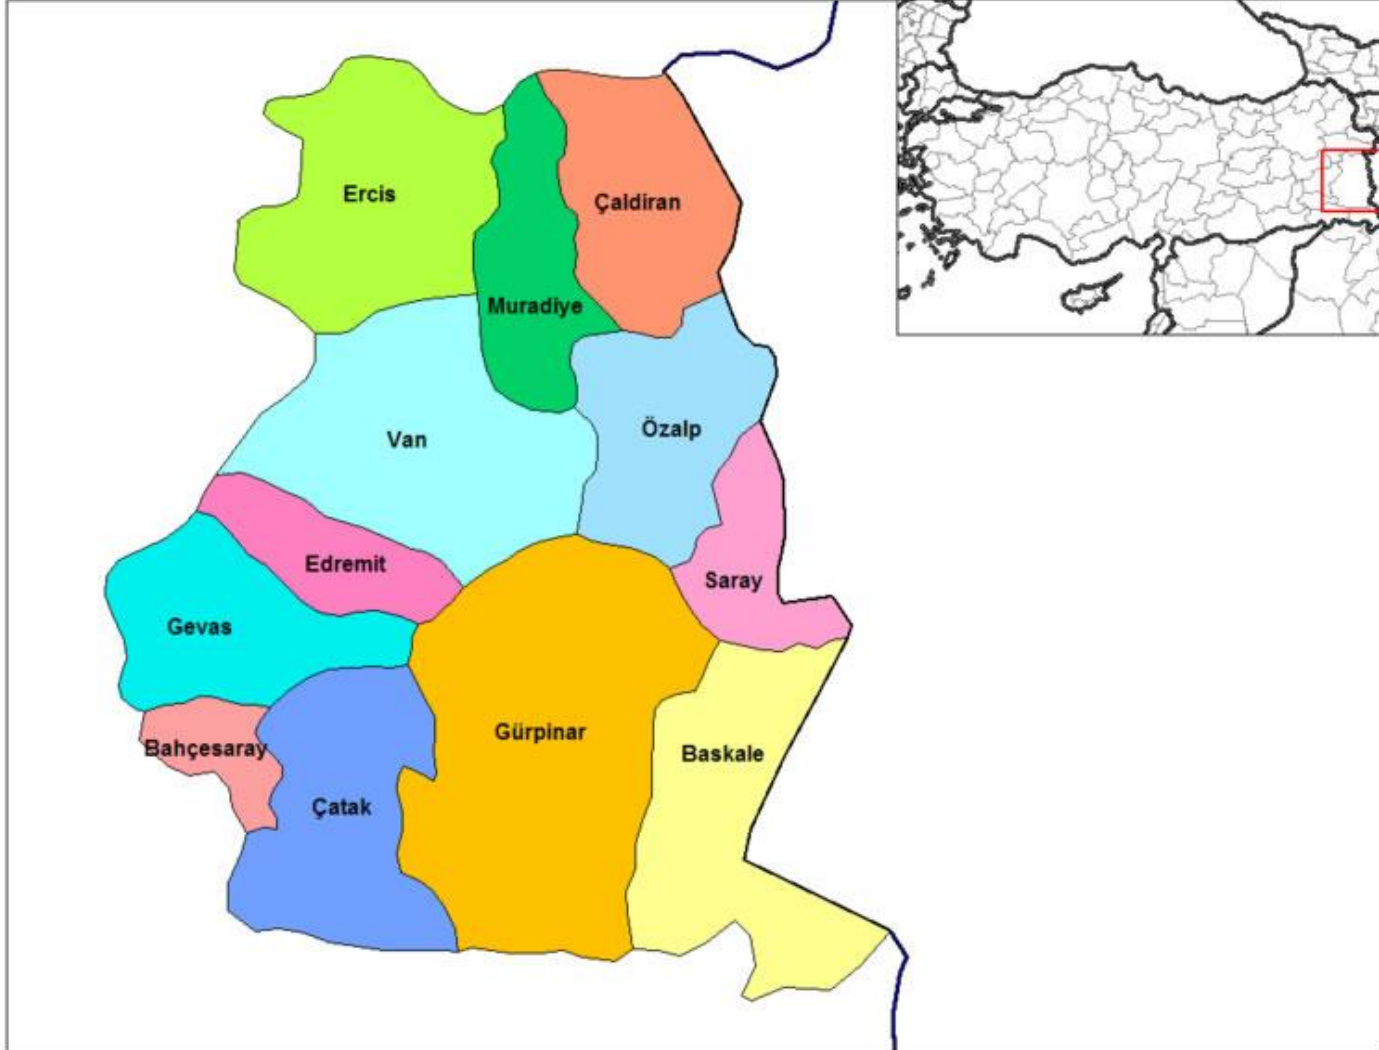 Ercis
Çaldiran
Muradiye
Van
Özalp
Edremit
Saray
Gevas
Gürpinar
Bahçesaray
Baskale
Çatak